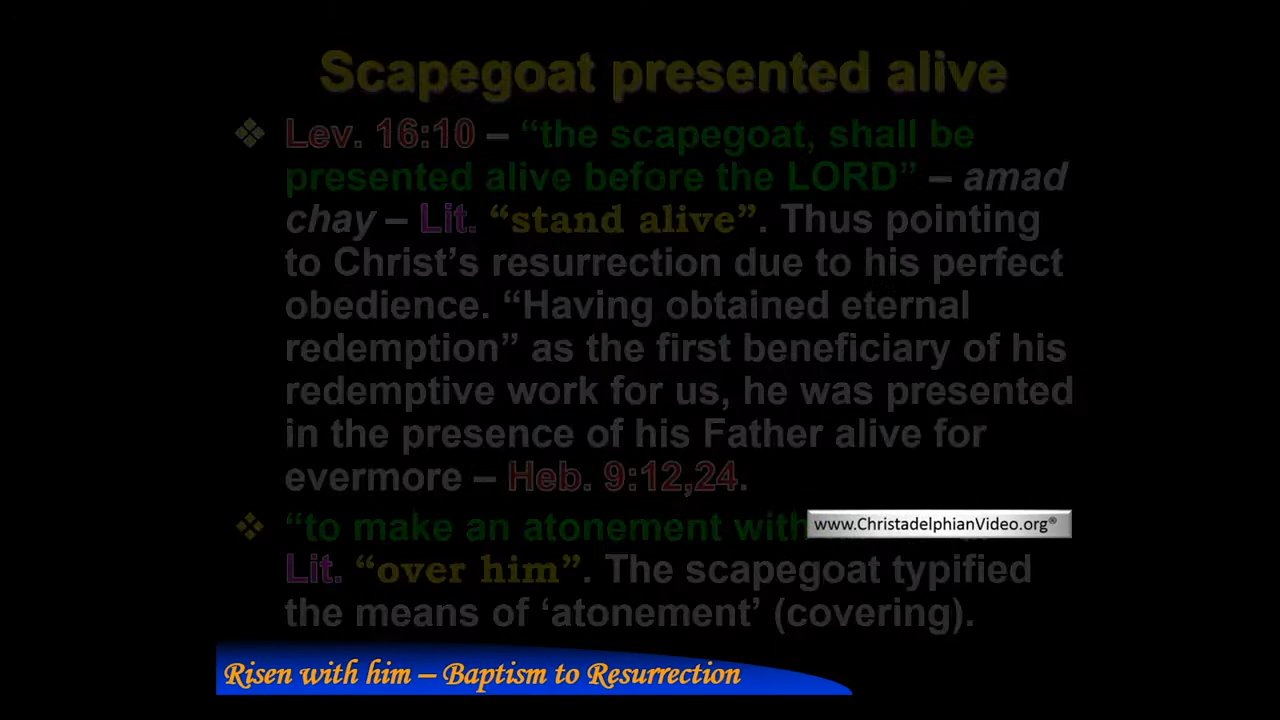 Scapegoat presented alive
❖ Lev. 16:10 – “the scapegoat, shall be
presented alive before the LORD” – amad
chay – Lit. “stand alive”. Thus pointing
to Christ’s resurrection due to his perfect
obedience. “Having obtained eternal
redemption” as the first beneficiary of his
redemptive work for us, he was presented
in the presence of his Father alive for
evermore – Heb. 9:12,24.
❖ “to make an atonement with
www.ChristadelphianVideo.org®
Lit. “over him”. The scapegoat typified
the means of ‘atonement’ (covering).
Risen with him – Baptism to Resurrection